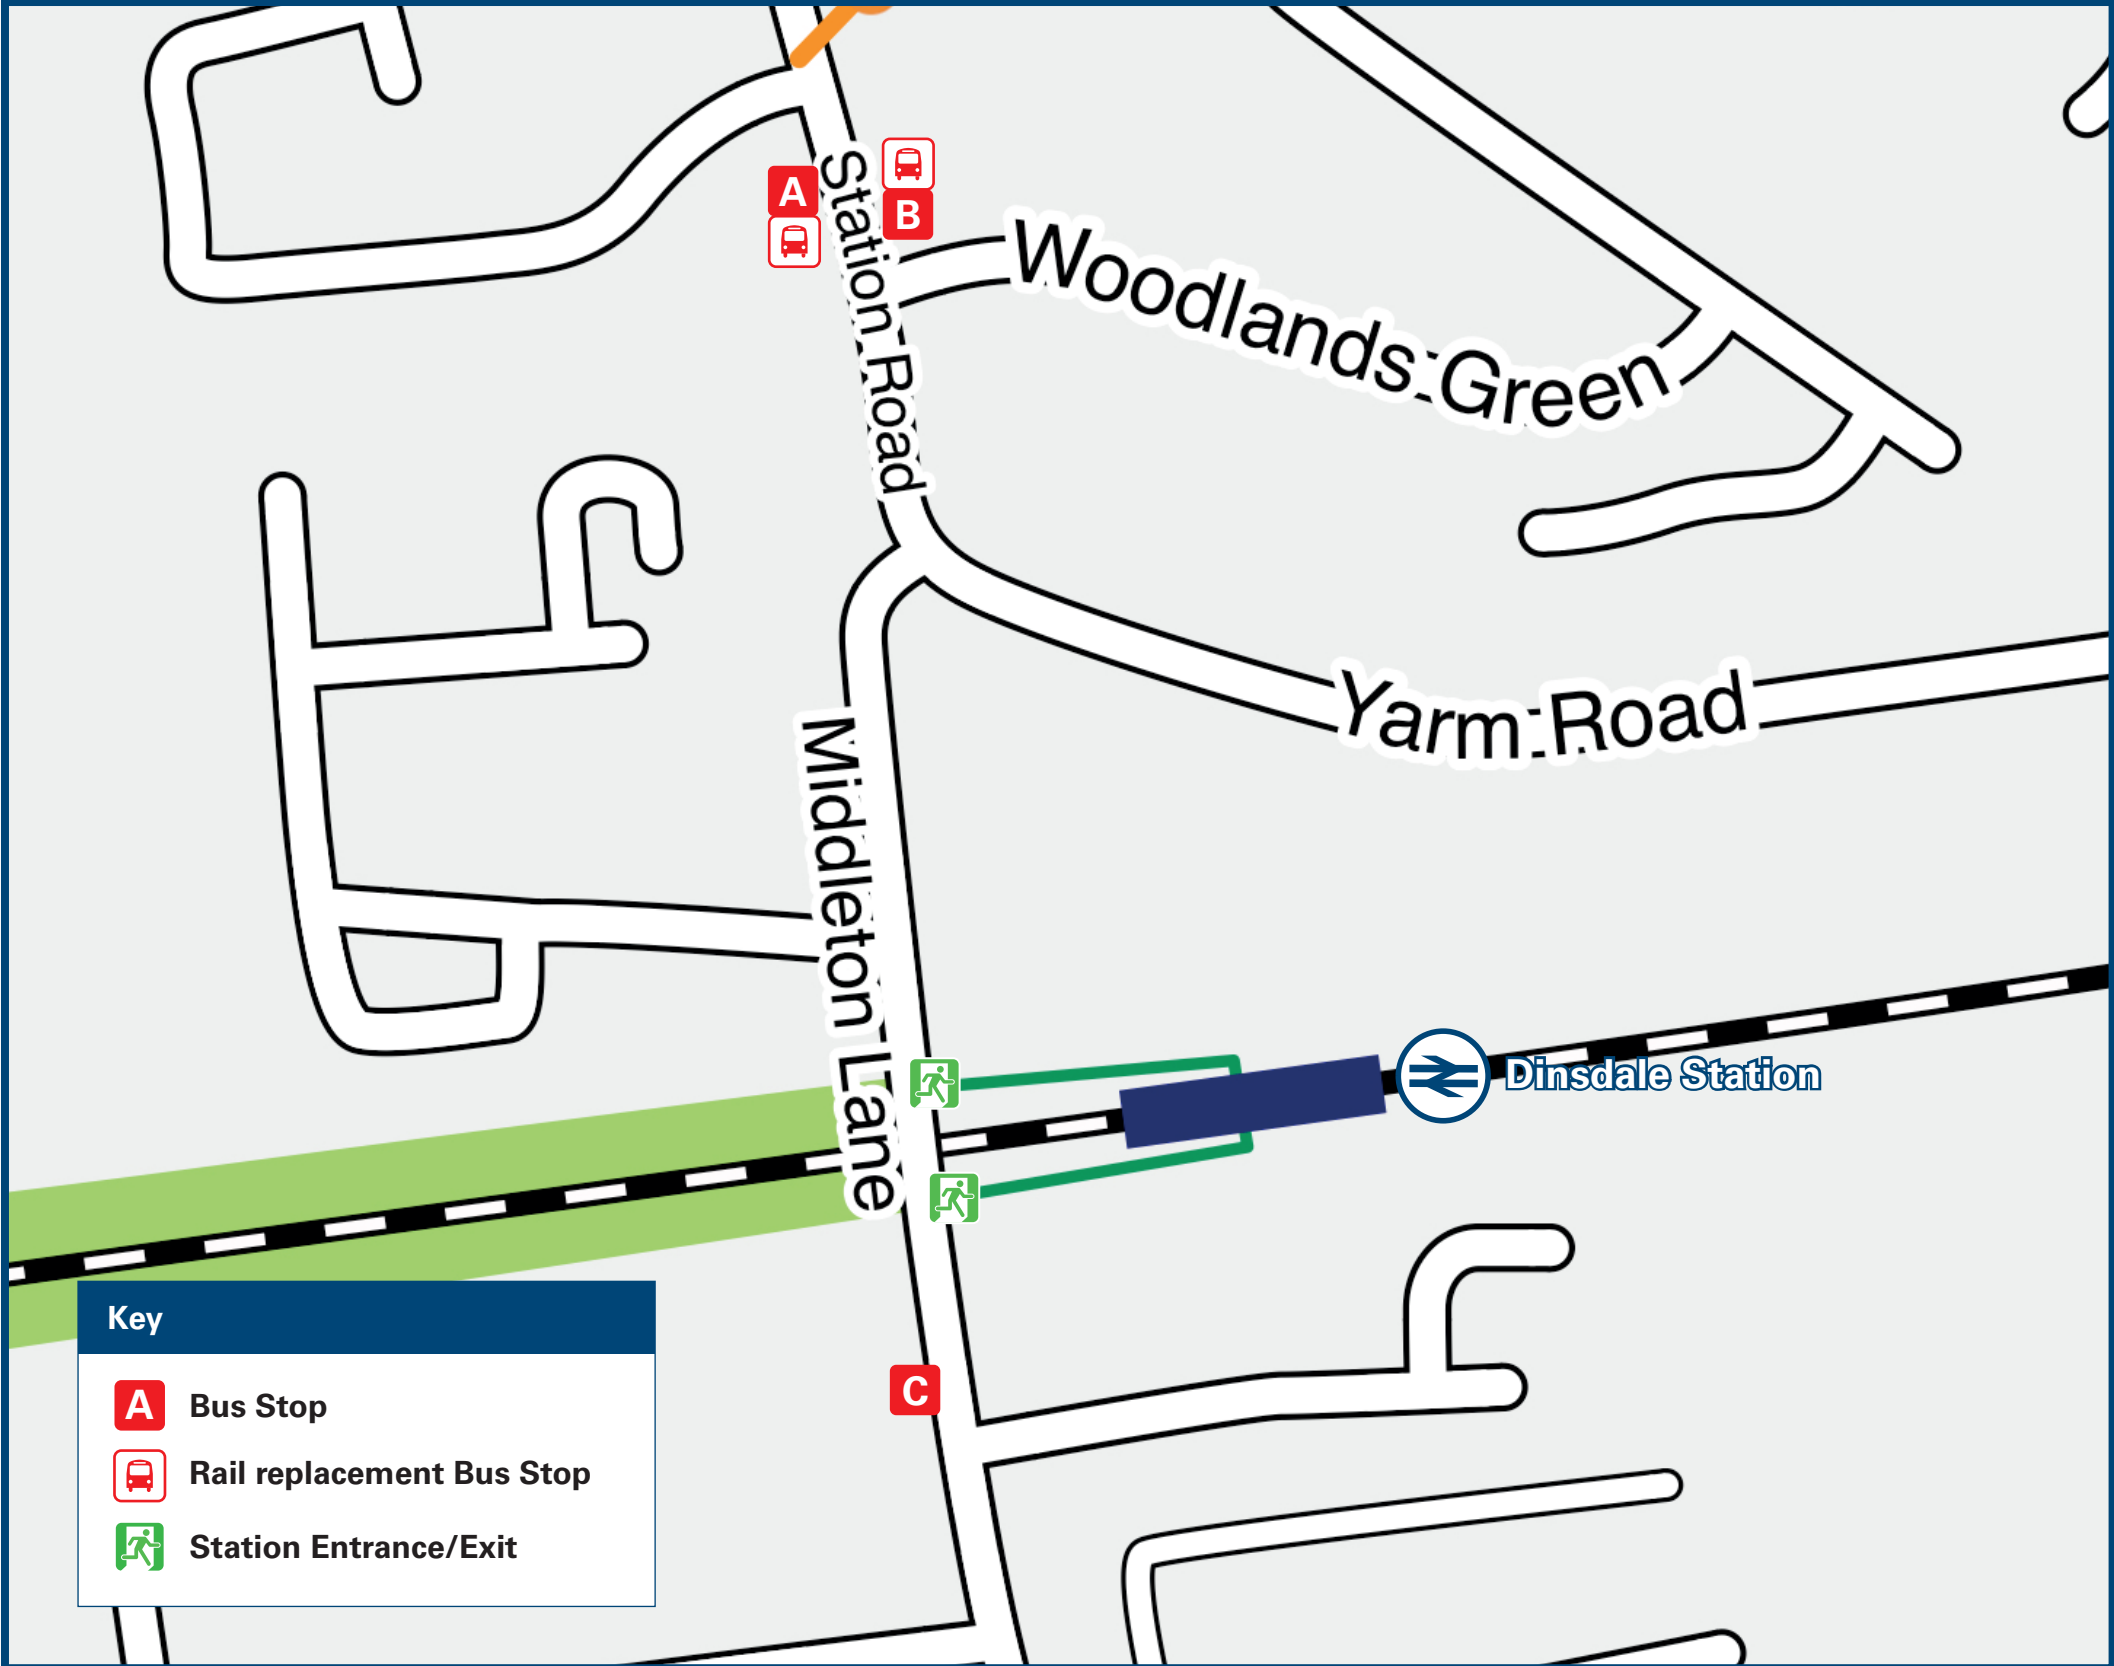 A
B
Station Road
Woodlands Green
Yarm Road
Middleton Lane
Dinsdale Station
C
Key
A Bus Stop
Rail replacement Bus Stop
Station Entrance/Exit